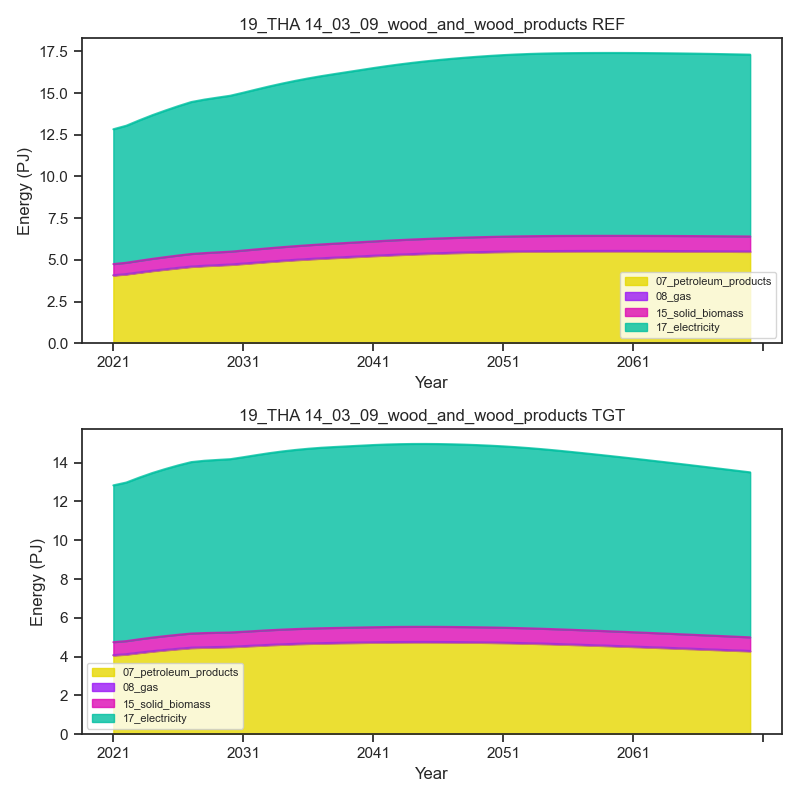 19_THA 14_03_09_wood_and_wood_products REF
17.5
15.0
12.5
10.0
7.5
5.0
2.5
0.0
Energy (PJ)
07_petroleum_products
08_gas
15_solid_biomass
17_electricity
2021 2031 2041 2051 2061
Year
19_THA 14_03_09_wood_and_wood_products TGT
14
12
10
8
6
4
2
0
Energy (PJ)
07_petroleum_products
08_gas
15_solid_biomass
17_electricity
2021 2031 2041 2051 2061
Year